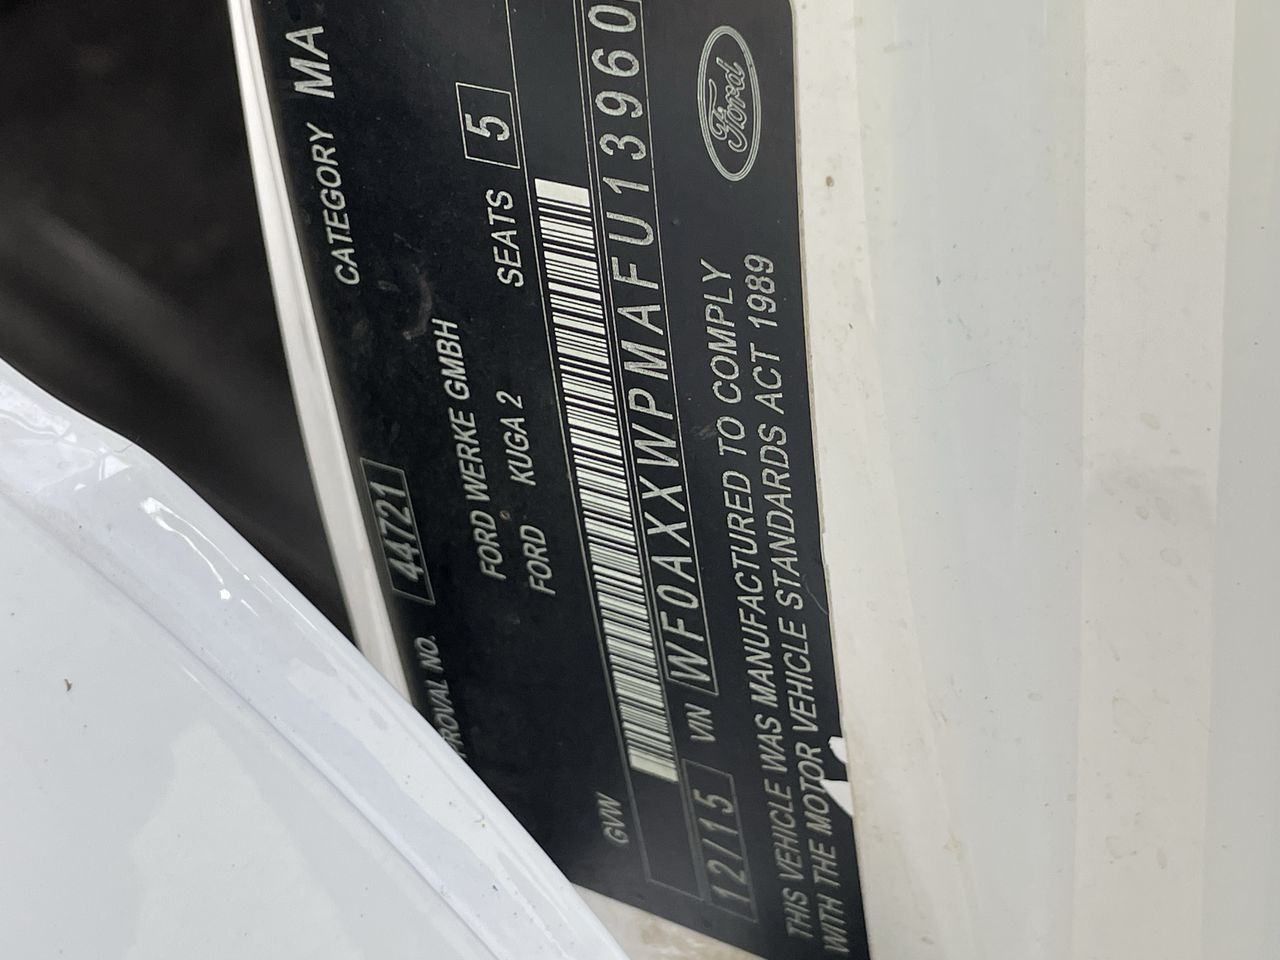 PROVAL NO. 44721 CATEGORY MA
FORD WERKE GMBH
FORD KUGA 2 SEATS 5
GVW
12/15 VIN WF0AXXWPMAFU13960
THIS VEHICLE WAS MANUFACTURED TO COMPLY
WITH THE MOTOR VEHICLE STANDARDS ACT 1989
Ford